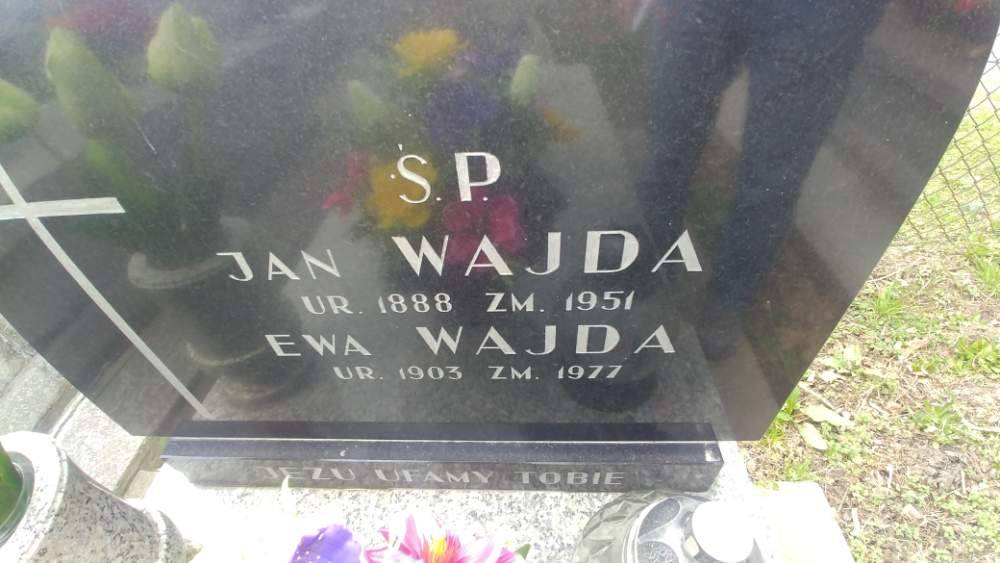 Ś.P.
JAN WAJDA
UR. 1888 ZM. 1951
EWA WAJDA
UR. 1903 ZM. 1977
JEZU UFAMY TOBIE